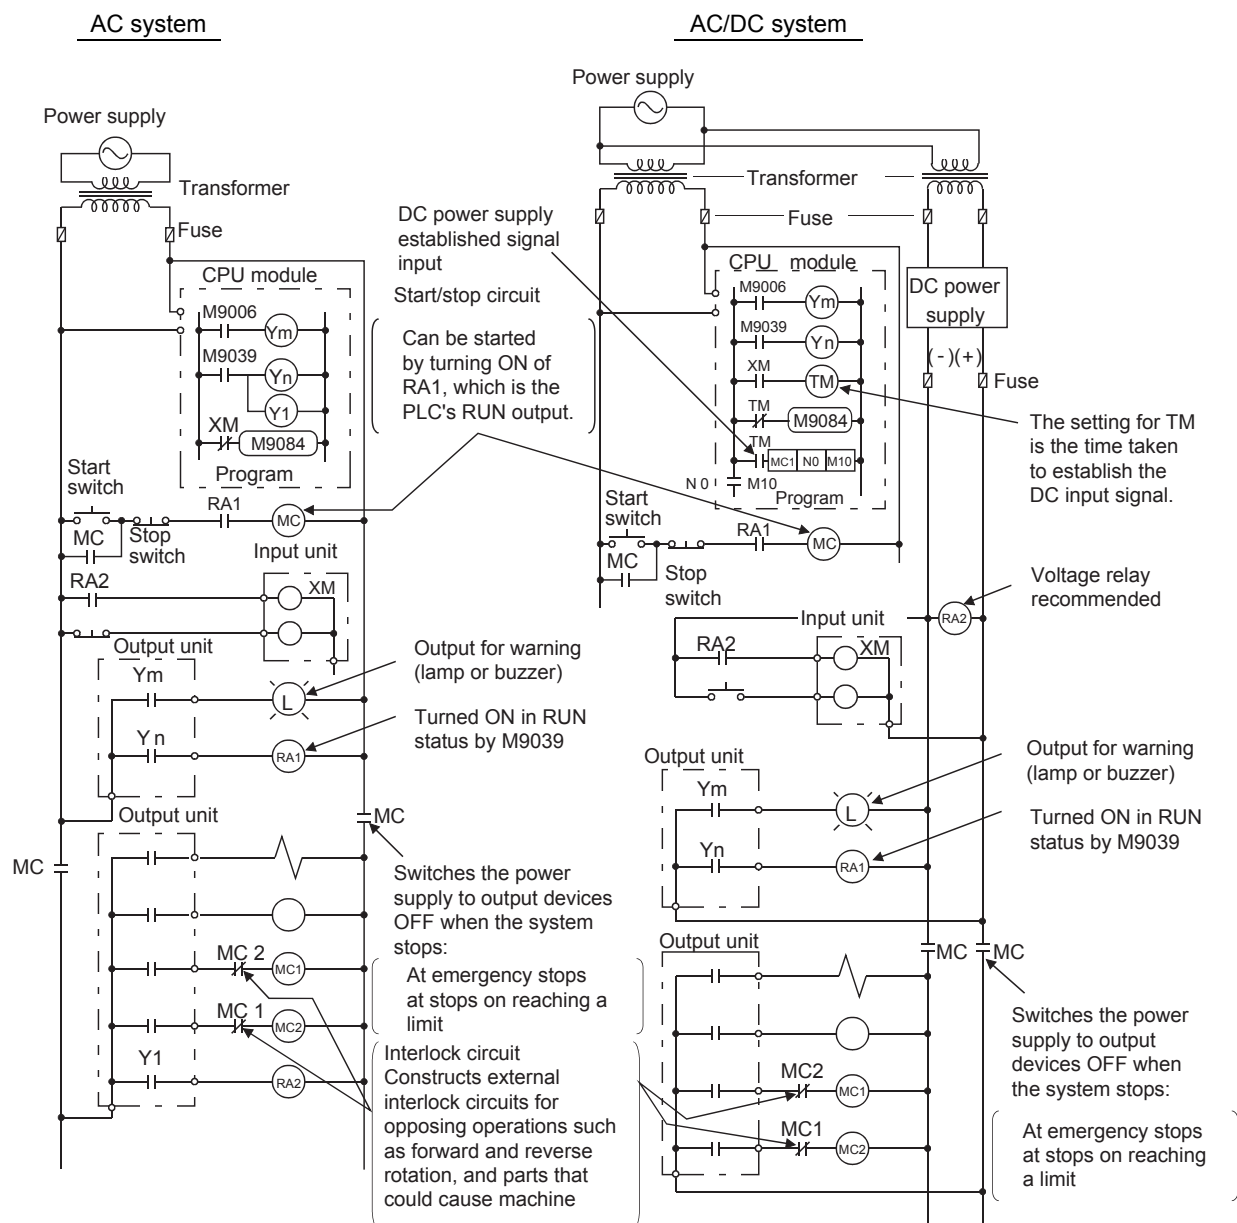 AC system
Power supply
Transformer
Fuse
CPU module
M9006
Ym
M9039
Yn
Y1
XM
M9084
Program
Start
switch
MC
Stop
switch
RA1
MC
Input unit
RA2
XM
Output unit
Ym
L
Yn
RA1
Output unit
MC
MC
MC 2
MC1
MC 1
MC2
Y1
RA2
DC power supply
established signal
input
Start/stop circuit
Can be started
by turning ON of
RA1, which is the
PLC's RUN output.
Output for warning
(lamp or buzzer)
Turned ON in RUN
status by M9039
Switches the power
supply to output devices
OFF when the system
stops:
At emergency stops
at stops on reaching a
limit
Interlock circuit
Constructs external
interlock circuits for
opposing operations such
as forward and reverse
rotation, and parts that
could cause machine
AC/DC system
Power supply
Transformer
Fuse
CPU module
M9006
Ym
M9039
Yn
XM
TM
TM
M9084
TM
MC1 N0 M10
N 0
M10
Program
DC power
supply
(-)(+)
Fuse
The setting for TM
is the time taken
to establish the
DC input signal.
Start
switch
MC
Stop
switch
RA1
MC
Voltage relay
recommended
RA2
Input unit
RA2
XM
Output unit
Ym
L
Yn
RA1
Output for warning
(lamp or buzzer)
Turned ON in RUN
status by M9039
Output unit
MC
MC
MC2
MC1
MC1
MC2
Switches the power
supply to output
devices OFF when
the system stops:
At emergency stops
at stops on reaching
a limit